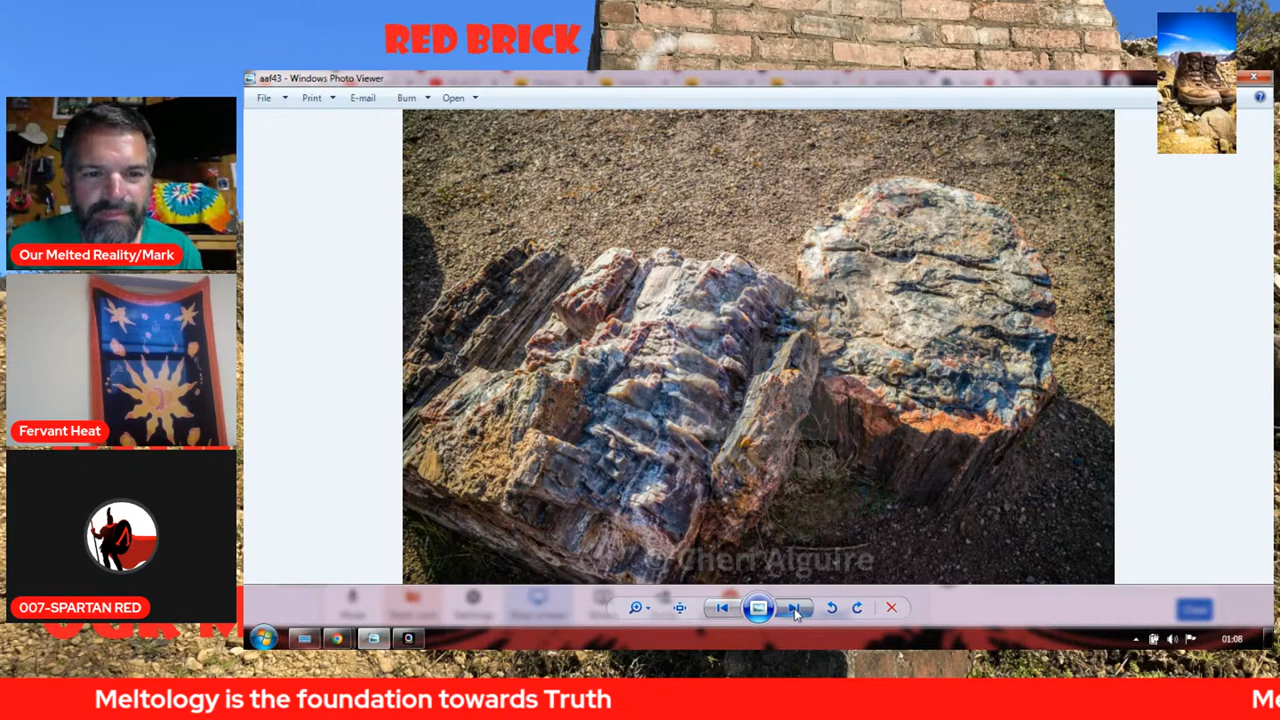 RED BRICK
aaf43 - Windows Photo Viewer
File Print E-mail Burn Open
Our Melted Reality/Mark
Fervant Heat
007-SPARTAN RED
© Cheri Alguire
01:08
Meltology is the foundation towards Truth
Me